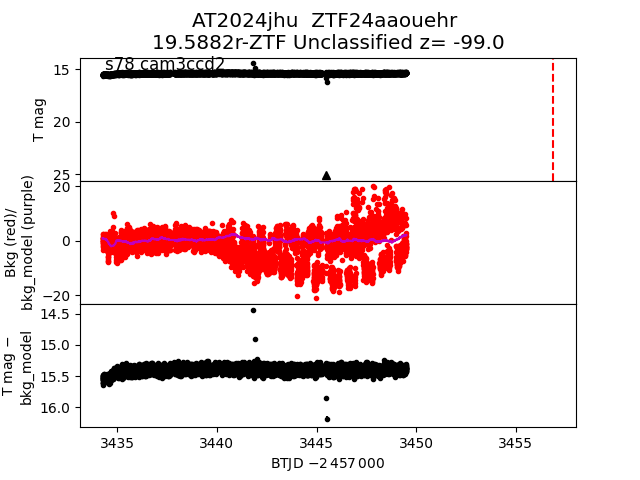 AT2024jhu  ZTF24aaouehr
19.5882r-ZTF Unclassified z= -99.0
s78 cam3ccd2
15
20
25
T mag
20
0
−20
Bkg (red)/
bkg_model (purple)
14.5
15.0
15.5
16.0
T mag −
bkg_model
3435
3440
3445
3450
3455
BTJD −2 457 000